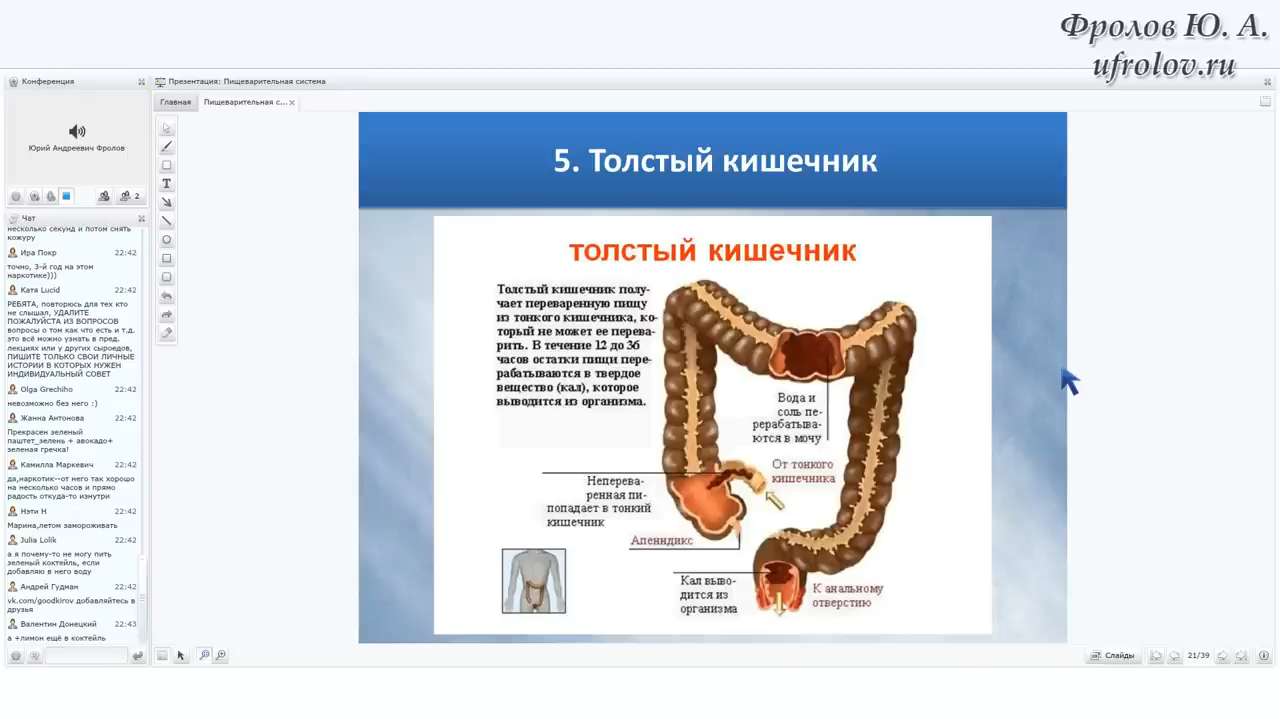 Фролов Ю. А.
ufrolov.ru
Конференция
Презентация: Пищеварительная система
Главная
Пищеварительная с...
Юрий Андреевич Фролов
2
Чат
несколько секунд и потом снять
кожуру
Ира Покр 22:42
точно, 3-й год на этом
наркотике)))
Катя Lucid 22:42
РЕБЯТА, повторюсь для тех кто
не слышал, УДАЛИТЕ
ПОЖАЛУЙСТА ИЗ ВОПРОСОВ
вопросы о том как что есть и т.д.
это всё можно узнать в пред.
лекциях или у других сыроедов,
ПИШИТЕ ТОЛЬКО СВОИ ЛИЧНЫЕ
ИСТОРИИ В КОТОРЫХ НУЖЕН
ИНДИВИДУАЛЬНЫЙ СОВЕТ
Olga Grechiho 22:42
невозможно без него :)
Жанна Антонова 22:42
Прекрасен зеленый
паштет_зелень + авокадо+
зеленая гречка!
Камилла Маркевич 22:42
да,наркотик--от него так хорошо
на несколько часов и прямо
радость откуда-то изнутри
Нэти Н 22:42
Марина,летом замороживать
Julia Lolik 22:42
а я почему-то не могу пить
зеленый коктейль, если
добавляю в него воду
Андрей Гудман 22:42
vk.com/goodkirov добавляйтесь в
друзья
Валентин Донецкий 22:43
а +лимон ещё в коктейль
5. Толстый кишечник
толстый кишечник
Толстый кишечник полу-
чает переваренную пищу
из тонкого кишечника, ко-
торый не может ее перева-
рить. В течение 12 до 36
часов остатки пищи пере-
рабатываются в твердое
вещество (кал), которое
выводится из организма.
Вода и
соль пе-
рерабатыва-
ются в мочу
От тонкого
кишечника
Неперева-
ренная пи-
попадает в тонкий
кишечник
Апенндикс
Кал выво-
дится из
организма
К анальному
отверстию
Слайды
21/39